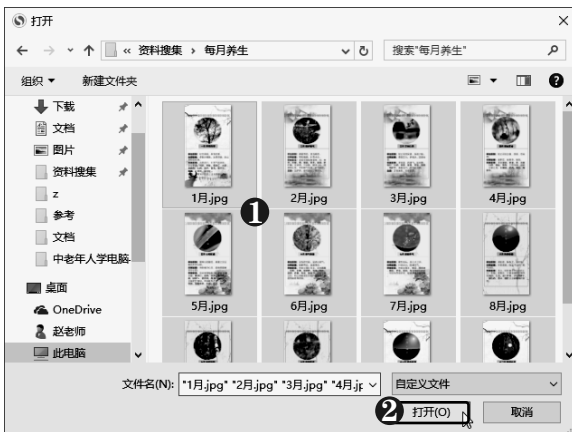 打开
« 资料搜集 › 每月养生
搜索"每月养生"
组织
新建文件夹
下载
文档
图片
资料搜集
z
参考
文档
中老年人学电脑
桌面
OneDrive
赵老师
此电脑
1月.jpg 2月.jpg 3月.jpg 4月.jpg
1
5月.jpg 6月.jpg 7月.jpg 8月.jpg
文件名(N): "1月.jpg" "2月.jpg" "3月.jpg" "4月.jp
自定义文件
2 打开(O) 取消